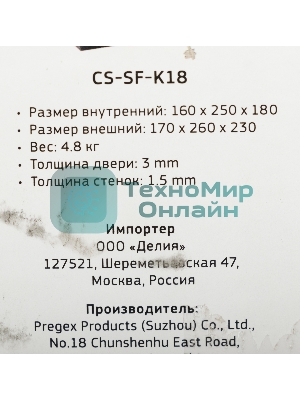 CS-SF-K18
• Размер внутренний: 160 x 250 x 180
• Размер внешний: 170 x 260 x 230
• Вес: 4.8 кг
• Толщина двери: 3 mm
• Толщина стенок: 1.5 mm
ТехноМир
Онлайн
Импортер
ООО «Делия»
127521, Шереметьевская 47,
Москва, Россия
Производитель:
Pregex Products (Suzhou) Co., Ltd.,
No.18 Chunshenhu East Road,